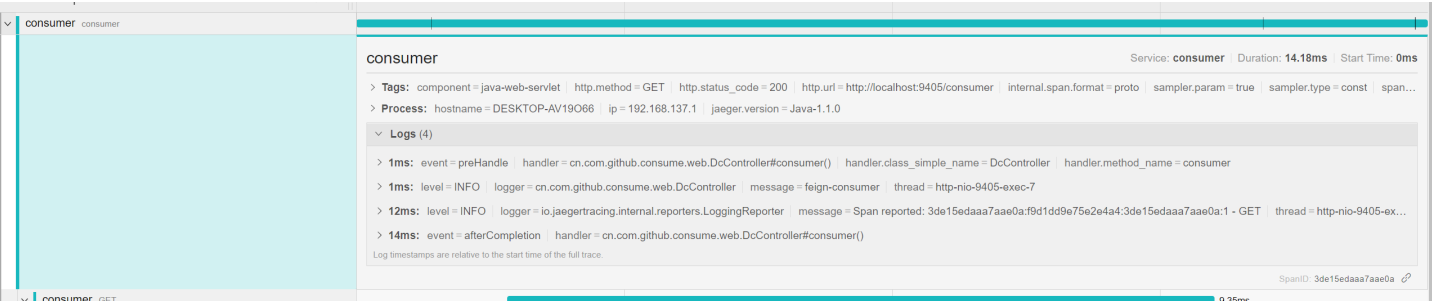 consumer consumer
consumer
Service: consumer Duration: 14.18ms Start Time: 0ms
Tags: component = java-web-servlet http.method = GET http.status_code = 200 http.url = http://localhost:9405/consumer internal.span.format = proto sampler.param = true sampler.type = const span...
Process: hostname = DESKTOP-AV19O66 ip = 192.168.137.1 jaeger.version = Java-1.1.0
Logs (4)
1ms: event = preHandle handler = cn.com.github.consume.web.DcController#consumer() handler.class_simple_name = DcController handler.method_name = consumer
1ms: level = INFO logger = cn.com.github.consume.web.DcController message = feign-consumer thread = http-nio-9405-exec-7
12ms: level = INFO logger = io.jaegertracing.internal.reporters.LoggingReporter message = Span reported: 3de15edaaa7aae0a:f9d1dd9e75e2e4a4:3de15edaaa7aae0a:1 - GET thread = http-nio-9405-ex...
14ms: event = afterCompletion handler = cn.com.github.consume.web.DcController#consumer()
Log timestamps are relative to the start time of the full trace.
SpanID: 3de15edaaa7aae0a
consumer GET 9.35ms